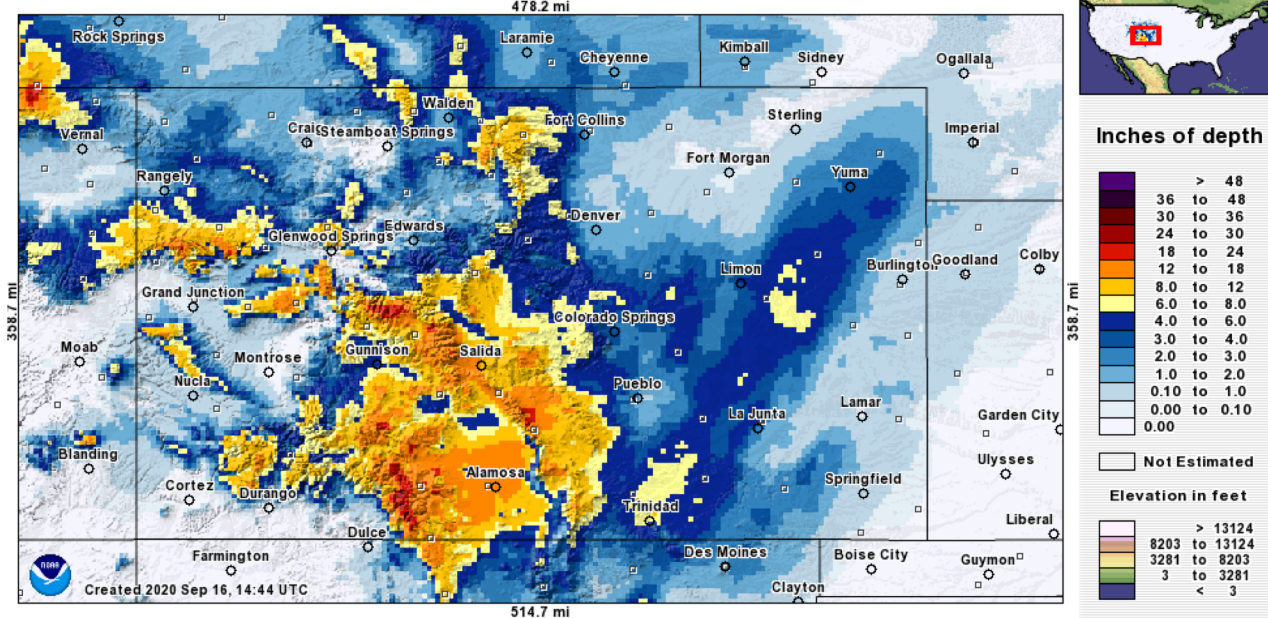 478.2 mi
Rock Springs
Laramie
Cheyenne
Kimball
Sidney
Ogallala
Walden
Vernal
Craig
Steamboat Springs
Fort Collins
Sterling
Imperial
Fort Morgan
Rangely
Yuma
Denver
Edwards
Glenwood Springs
Limon
Burlington
Goodland
Colby
Grand Junction
358.7 mi
358.7 mi
Colorado Springs
Moab
Montrose
Gunnison
Salida
Nucla
Pueblo
La Junta
Lamar
Garden City
Blanding
Alamosa
Ulysses
Cortez
Durango
Springfield
Trinidad
Liberal
Dulce
Farmington
Des Moines
Boise City
Guymon
Clayton
NOAA
Created 2020 Sep 16, 14:44 UTC
514.7 mi
Inches of depth
> 48
36 to 48
30 to 36
24 to 30
18 to 24
12 to 18
8.0 to 12
6.0 to 8.0
4.0 to 6.0
3.0 to 4.0
2.0 to 3.0
1.0 to 2.0
0.10 to 1.0
0.00 to 0.10
0.00
Not Estimated
Elevation in feet
> 13124
8203 to 13124
3281 to 8203
3 to 3281
< 3